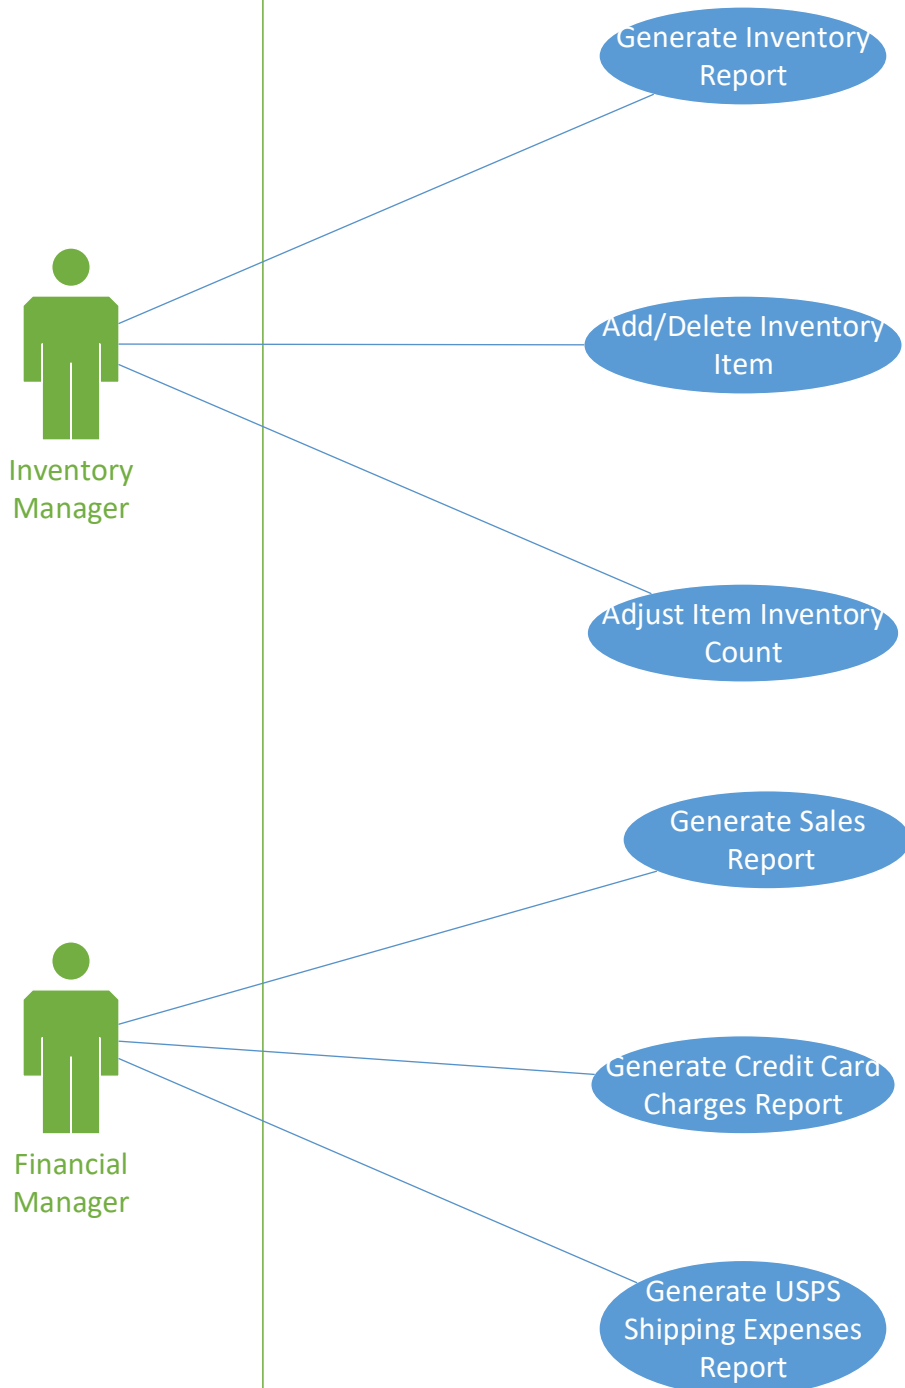 Generate Inventory
Report
Add/Delete Inventory
Item
Inventory
Manager
Adjust Item Inventory
Count
Generate Sales
Report
Generate Credit Card
Charges Report
Financial
Manager
Generate USPS
Shipping Expenses
Report